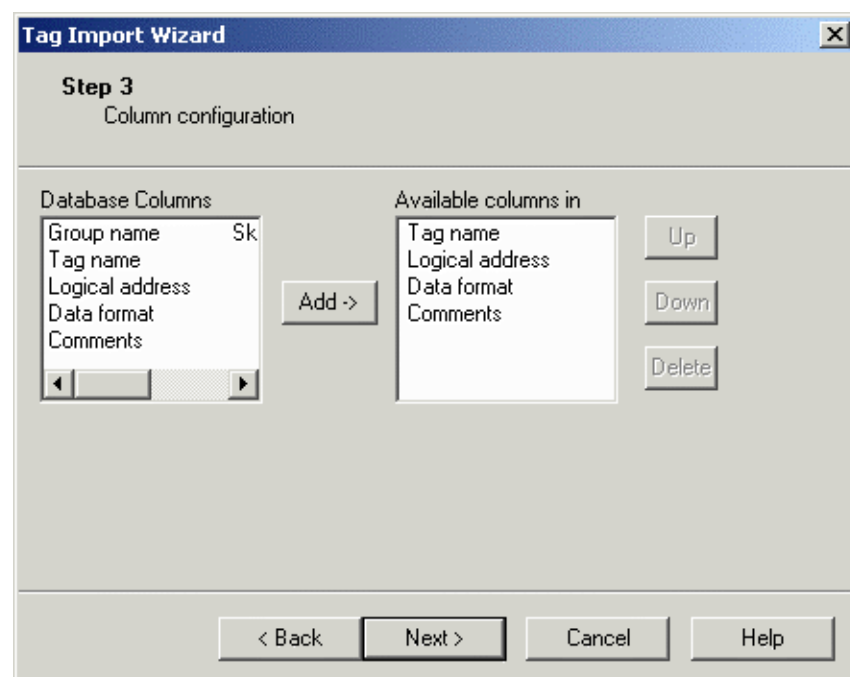 Tag Import Wizard
Step 3
Column configuration
Database Columns
Group name Sk
Tag name
Logical address
Data format
Comments
Add ->
Available columns in
Tag name
Logical address
Data format
Comments
Up
Down
Delete
< Back
Next >
Cancel
Help